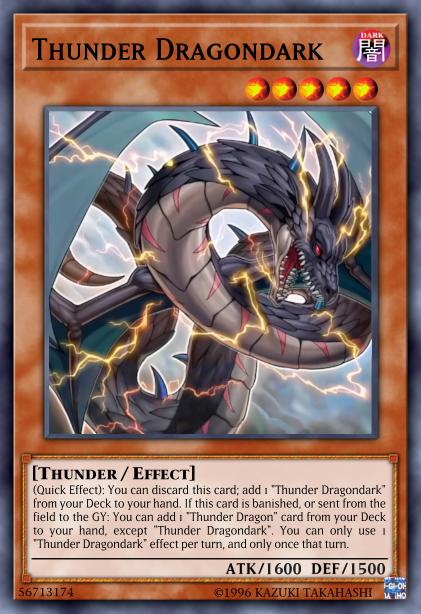 THUNDER DRAGONDARK
DARK
闇
[THUNDER / EFFECT]
(Quick Effect): You can discard this card; add 1 "Thunder Dragondark"
from your Deck to your hand. If this card is banished, or sent from the
field to the GY: You can add 1 "Thunder Dragon" card from your Deck
to your hand, except "Thunder Dragondark". You can only use 1
"Thunder Dragondark" effect per turn, and only once that turn.
ATK/1600 DEF/1500
56713174 ©1996 KAZUKI TAKAHASHI